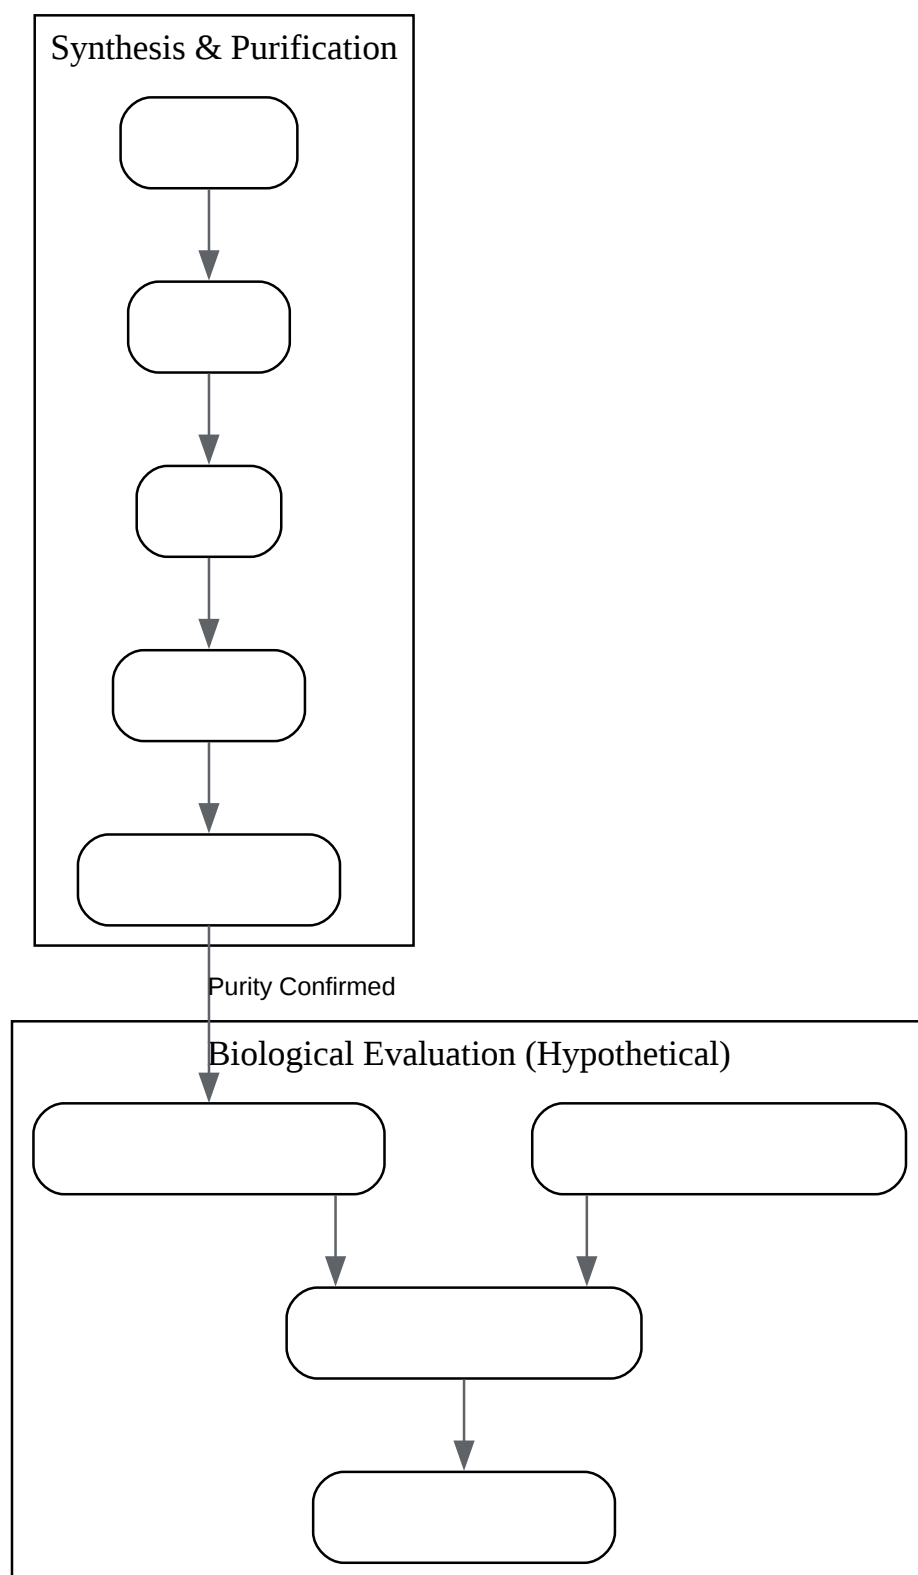 Synthesis & Purification
Purity Confirmed
Biological Evaluation (Hypothetical)